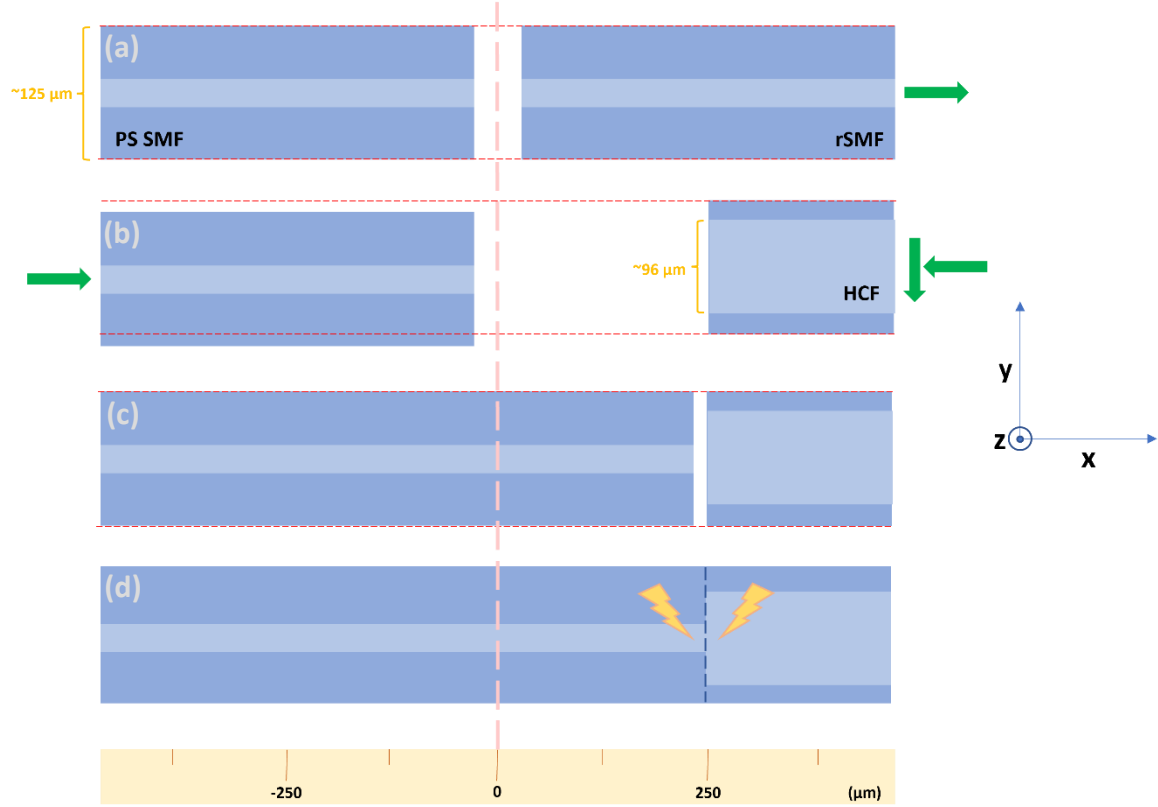 (a)
~125 µm
PS SMF
rSMF
(b)
~96 µm
HCF
(c)
y
z
x
(d)
-250
0
250
(µm)